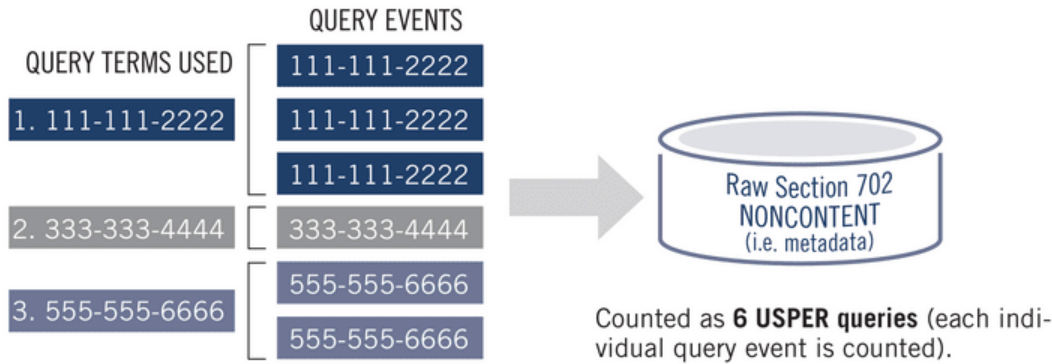 QUERY EVENTS
QUERY TERMS USED
111-111-2222
1. 111-111-2222
111-111-2222
111-111-2222
2. 333-333-4444
333-333-4444
3. 555-555-6666
555-555-6666
555-555-6666
Raw Section 702
NONCONTENT
(i.e. metadata)
Counted as 6 USPER queries (each indi-
vidual query event is counted).